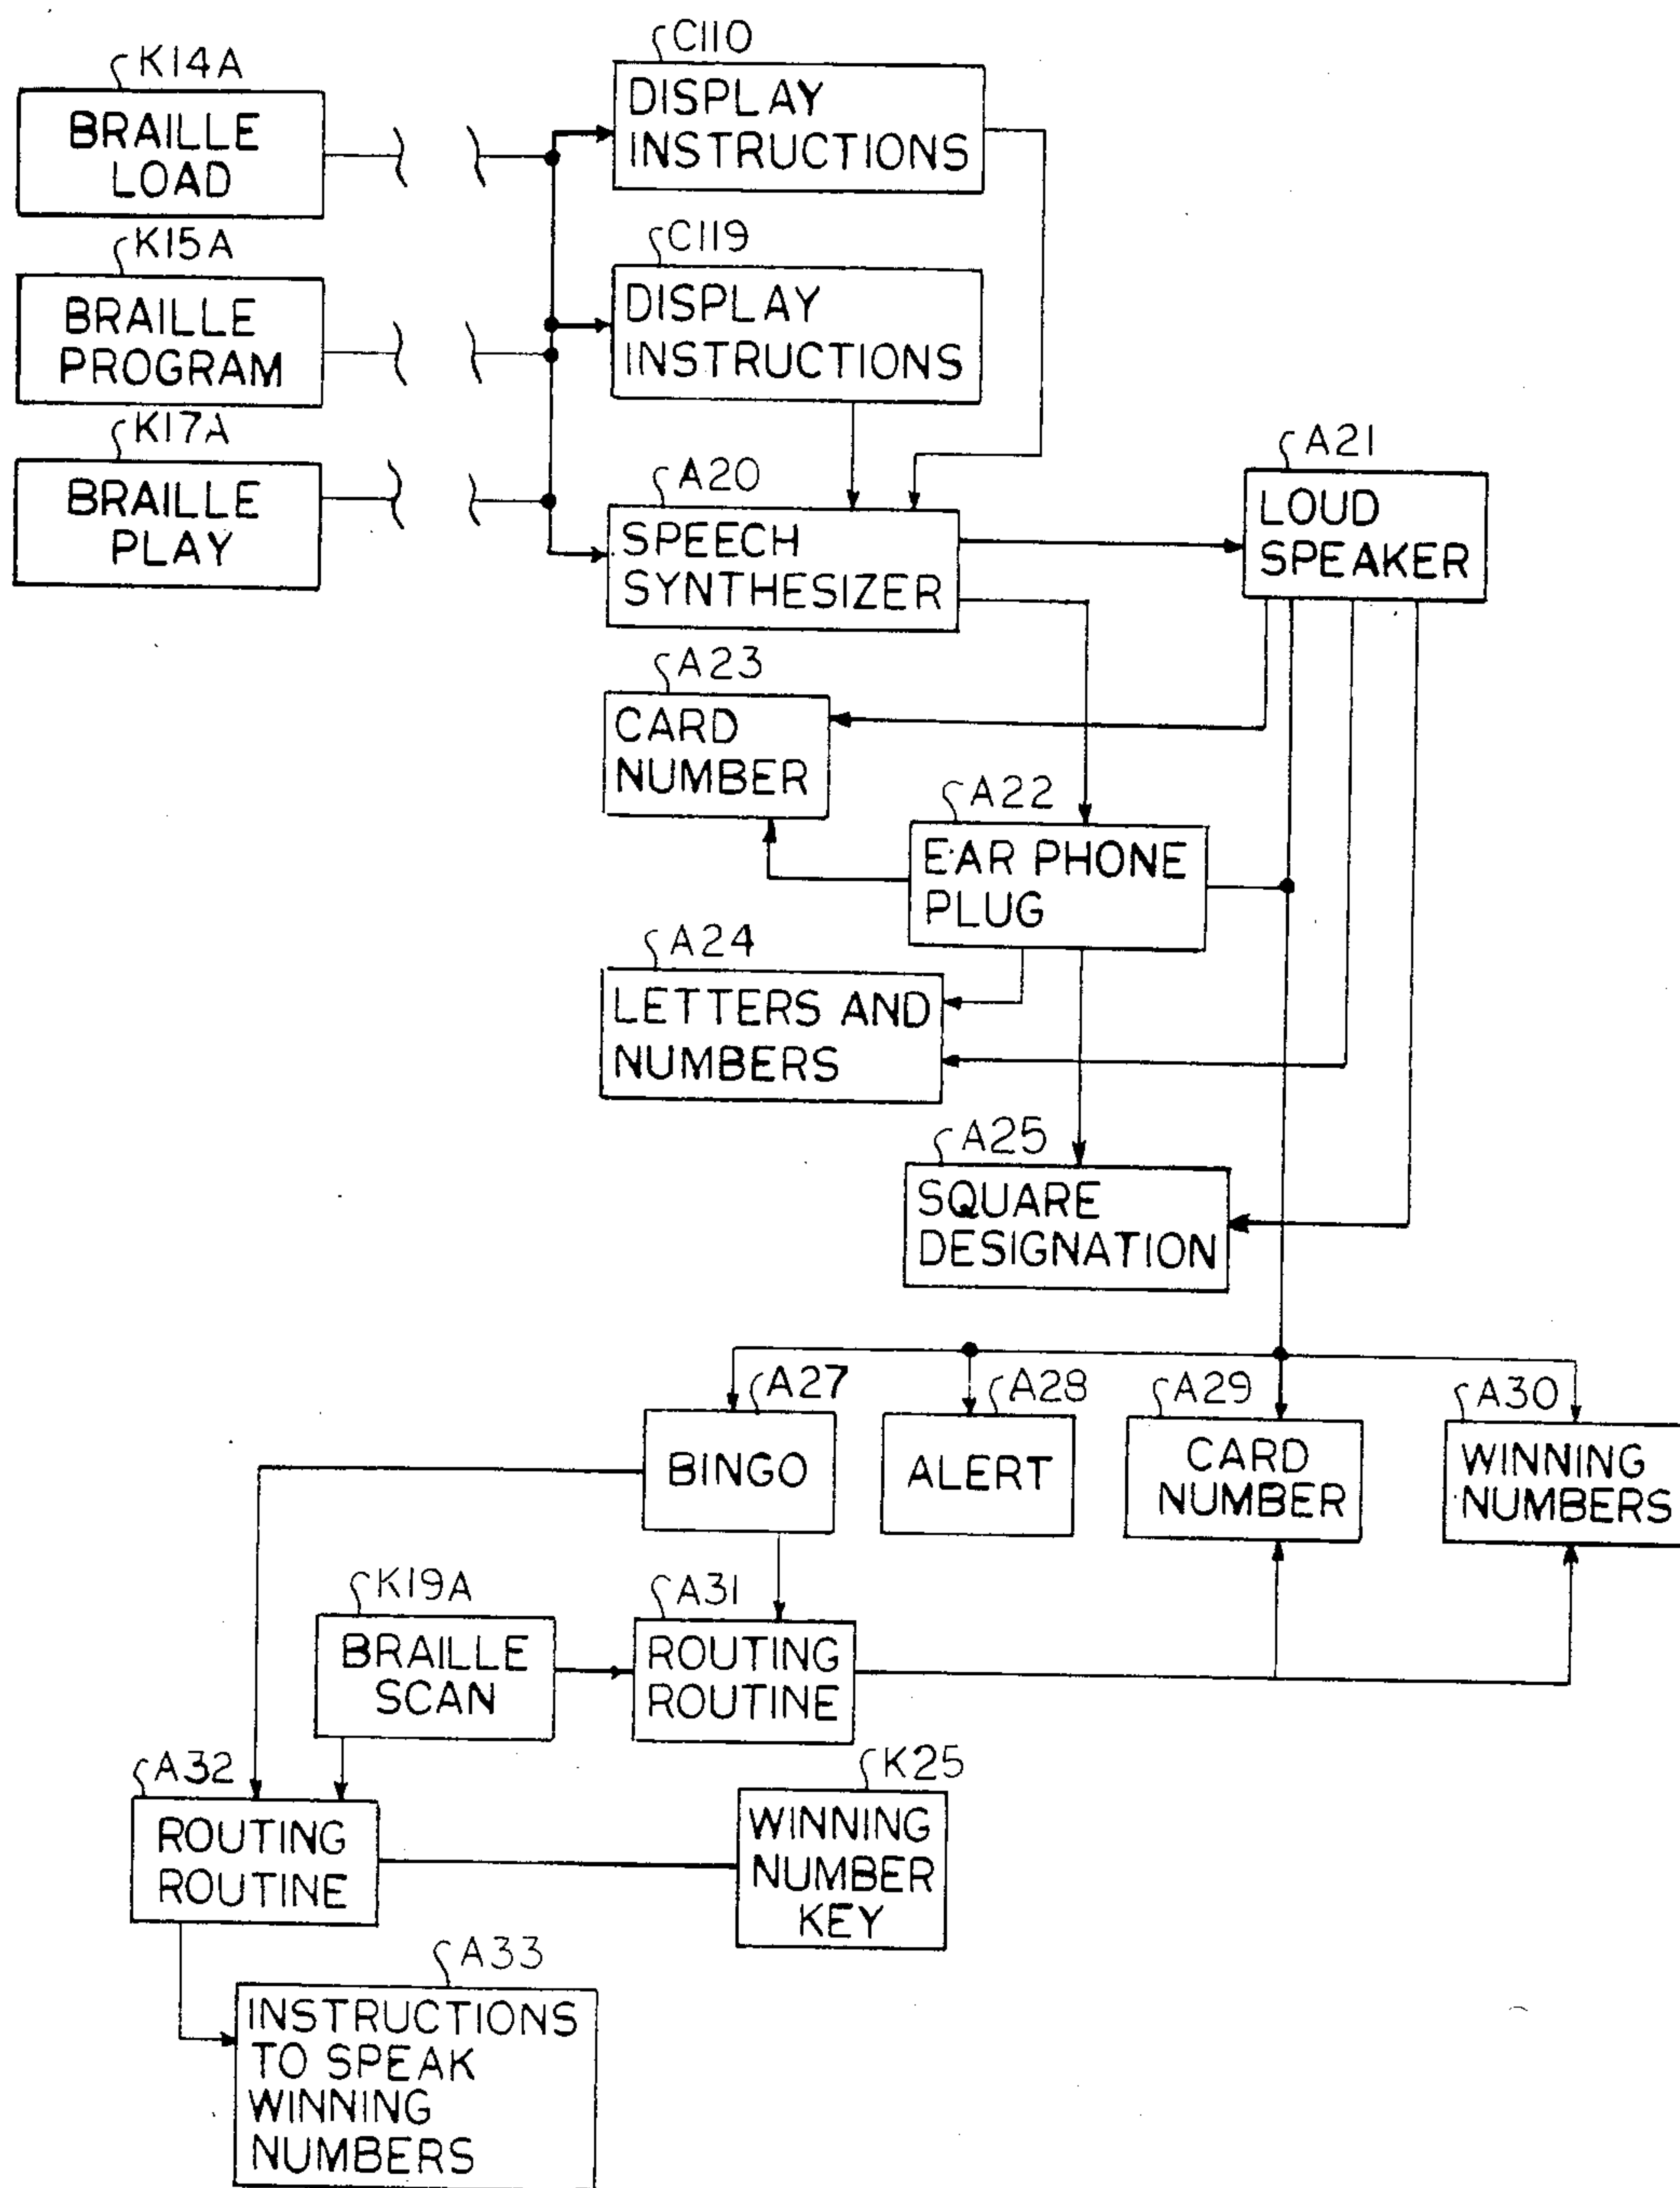 K14A
BRAILLE
LOAD
C110
DISPLAY
INSTRUCTIONS
K15A
BRAILLE
PROGRAM
C119
DISPLAY
INSTRUCTIONS
K17A
BRAILLE
PLAY
A20
SPEECH
SYNTHESIZER
A21
LOUD
SPEAKER
A23
CARD
NUMBER
A22
EAR PHONE
PLUG
A24
LETTERS AND
NUMBERS
A25
SQUARE
DESIGNATION
A27
BINGO
A28
ALERT
A29
CARD
NUMBER
A30
WINNING
NUMBERS
K19A
BRAILLE
SCAN
A31
ROUTING
ROUTINE
A32
ROUTING
ROUTINE
K25
WINNING
NUMBER
KEY
A33
INSTRUCTIONS
TO SPEAK
WINNING
NUMBERS